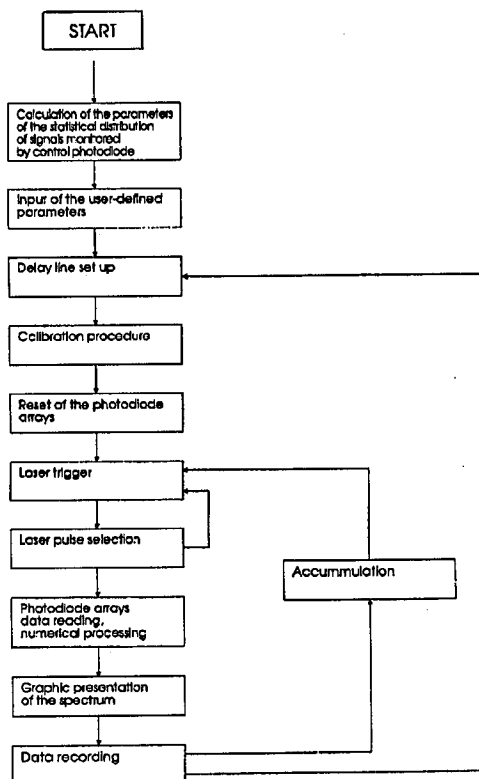 START
Calculation of the parameters
of the statistical distribution
of signals monitored
by control photodiode
Input of the user-defined
parameters
Delay line set up
Calibration procedure
Reset of the photodiode
arrays
Laser trigger
Laser pulse selection
Accummulation
Photodiode arrays
data reading,
numerical processing
Graphic presentation
of the spectrum
Data recording